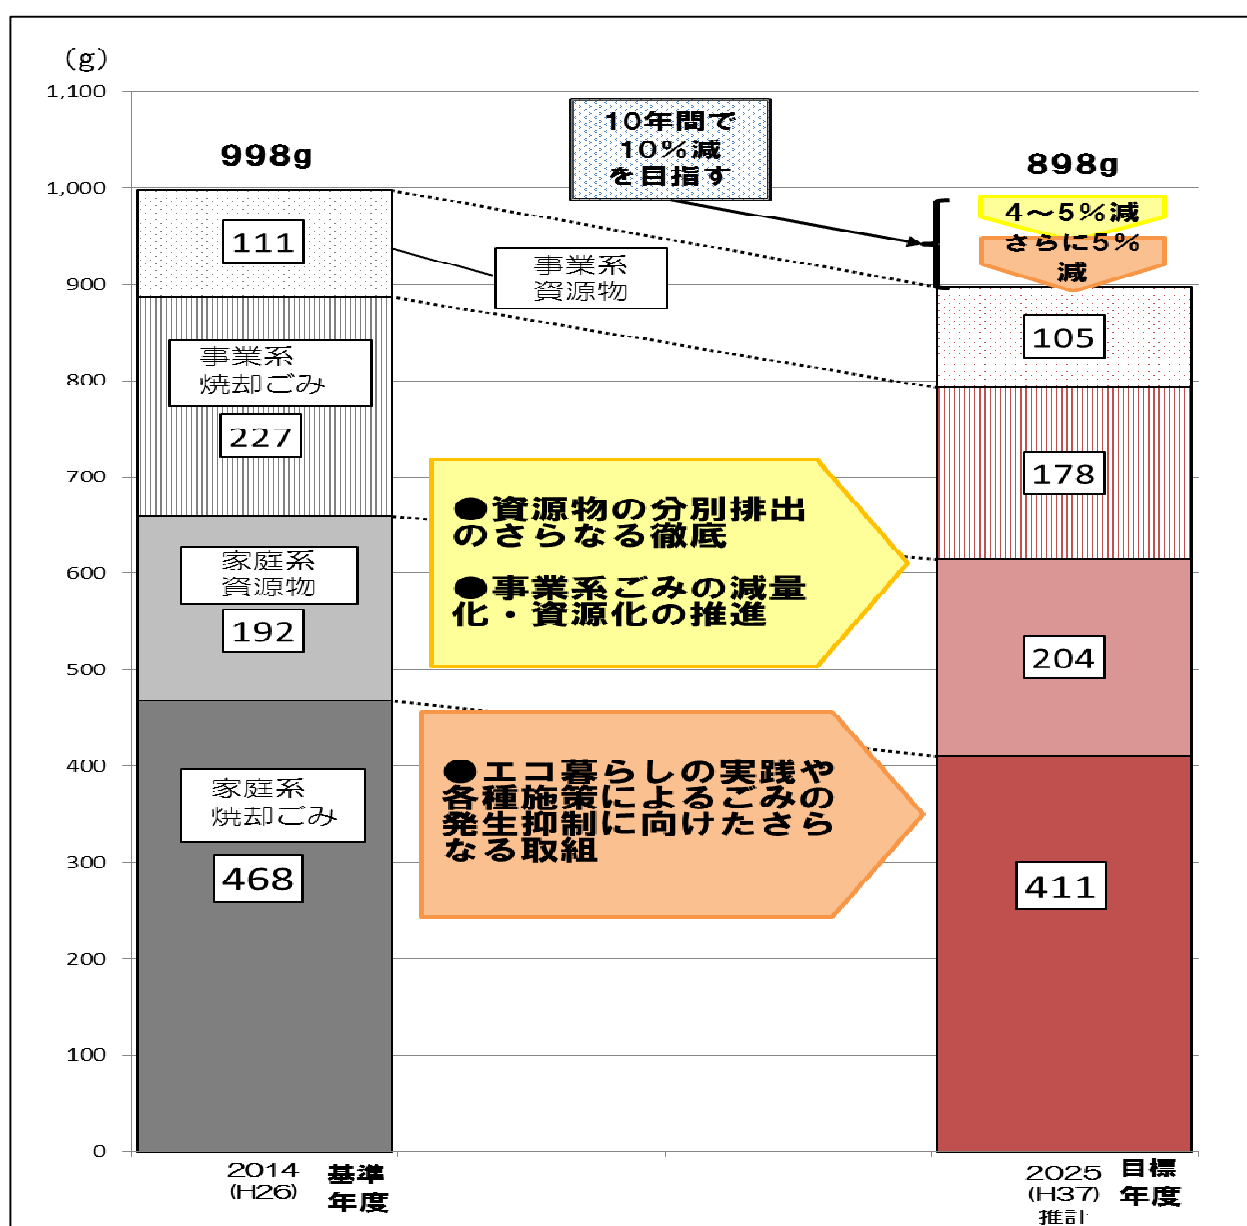 (g)
1,100
1,000
900
800
700
600
500
400
300
200
100
0
998g
111
事業系
資源物
事業系
焼却ごみ
227
家庭系
資源物
192
家庭系
焼却ごみ
468
10年間で
10%減
を目指す
898g
4～5%減
さらに5%
減
105
178
204
411
●資源物の分別排出
のさらなる徹底
●事業系ごみの減量
化・資源化の推進
●エコ暮らしの実践や
各種施策によるごみの
発生抑制に向けたさら
なる取組
2014
(H26)
基準
年度
2025
(H37)
推計
目標
年度